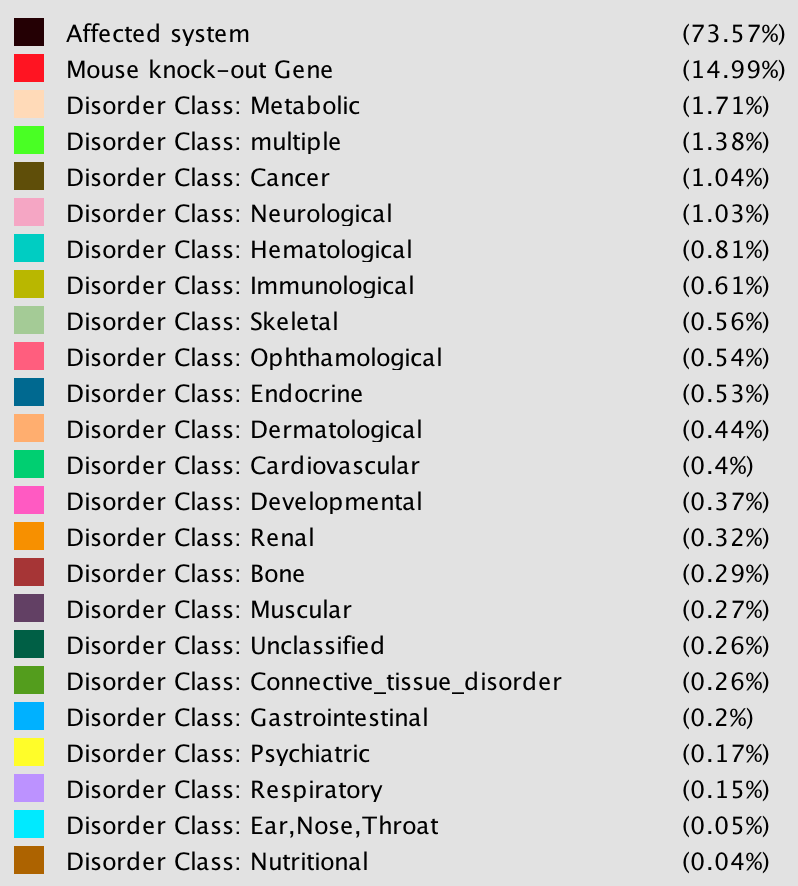 Affected system (73.57%)
Mouse knock-out Gene (14.99%)
Disorder Class: Metabolic (1.71%)
Disorder Class: multiple (1.38%)
Disorder Class: Cancer (1.04%)
Disorder Class: Neurological (1.03%)
Disorder Class: Hematological (0.81%)
Disorder Class: Immunological (0.61%)
Disorder Class: Skeletal (0.56%)
Disorder Class: Ophthamological (0.54%)
Disorder Class: Endocrine (0.53%)
Disorder Class: Dermatological (0.44%)
Disorder Class: Cardiovascular (0.4%)
Disorder Class: Developmental (0.37%)
Disorder Class: Renal (0.32%)
Disorder Class: Bone (0.29%)
Disorder Class: Muscular (0.27%)
Disorder Class: Unclassified (0.26%)
Disorder Class: Connective_tissue_disorder (0.26%)
Disorder Class: Gastrointestinal (0.2%)
Disorder Class: Psychiatric (0.17%)
Disorder Class: Respiratory (0.15%)
Disorder Class: Ear,Nose,Throat (0.05%)
Disorder Class: Nutritional (0.04%)